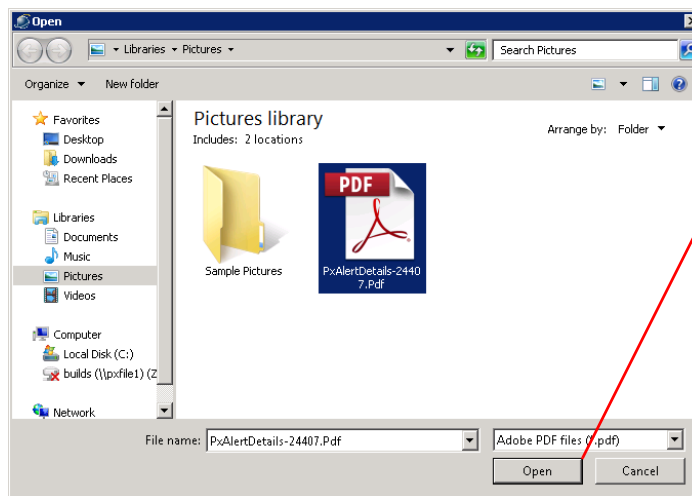 Open
Libraries Pictures
Search Pictures
Organize New folder
Favorites
Desktop
Downloads
Recent Places
Libraries
Documents
Music
Pictures
Videos
Computer
Local Disk (C:)
builds (\\pxfile1) (Z
Network
Pictures library
Includes: 2 locations
Arrange by: Folder
Sample Pictures
PDF
PxAlertDetails-2440
7.Pdf
File name: PxAlertDetails-24407.Pdf
Adobe PDF files (*.pdf)
Open Cancel